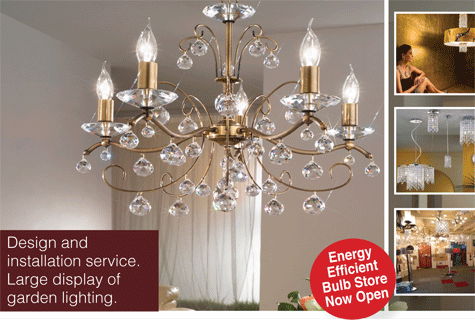 Design and
installation service.
Large display of
garden lighting.
Energy
Efficient
Bulb Store
Now Open